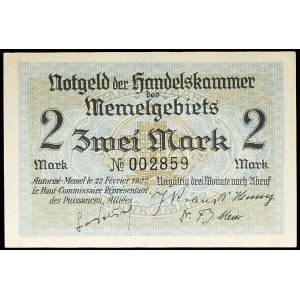 Notgeld der Handelskammer
des
Memelgebiets
2 Zwei Mark 2
Mark № 002859 Mark
Autorisé-Memel le 22 Février 1922
Ungültig drei Monate nach Abruf
Le Haut-Commissaire Représentant
des Puissances, Alliées